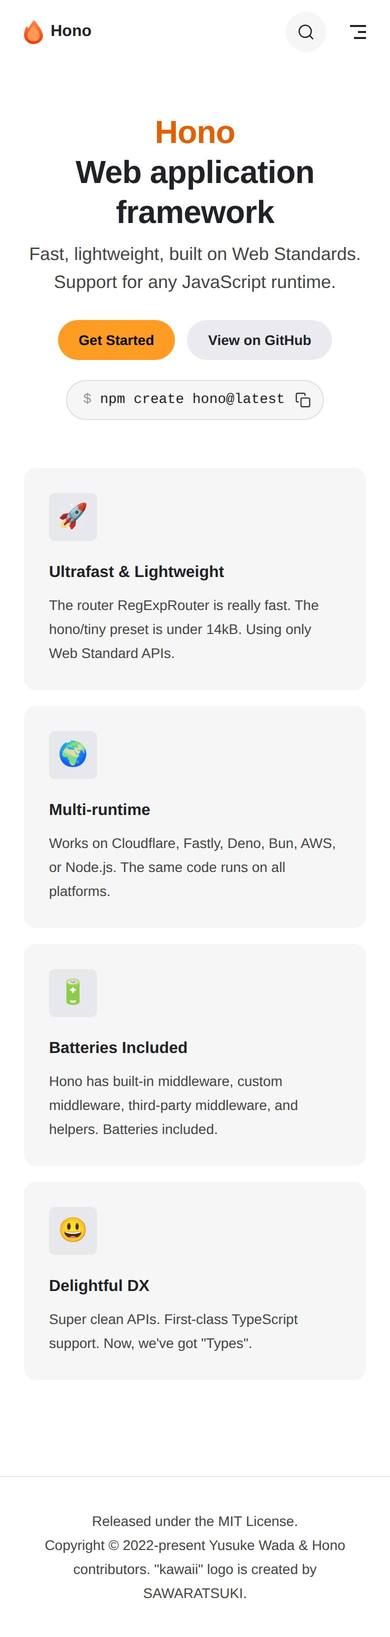 Hono
Hono
Web application
framework
Fast, lightweight, built on Web Standards.
Support for any JavaScript runtime.
Get Started
View on GitHub
$ npm create hono@latest
Ultrafast & Lightweight
The router RegExpRouter is really fast. The
hono/tiny preset is under 14kB. Using only
Web Standard APIs.
Multi-runtime
Works on Cloudflare, Fastly, Deno, Bun, AWS,
or Node.js. The same code runs on all
platforms.
Batteries Included
Hono has built-in middleware, custom
middleware, third-party middleware, and
helpers. Batteries included.
Delightful DX
Super clean APIs. First-class TypeScript
support. Now, we've got "Types".
Released under the MIT License.
Copyright © 2022-present Yusuke Wada & Hono
contributors. "kawaii" logo is created by
SAWARATSUKI.